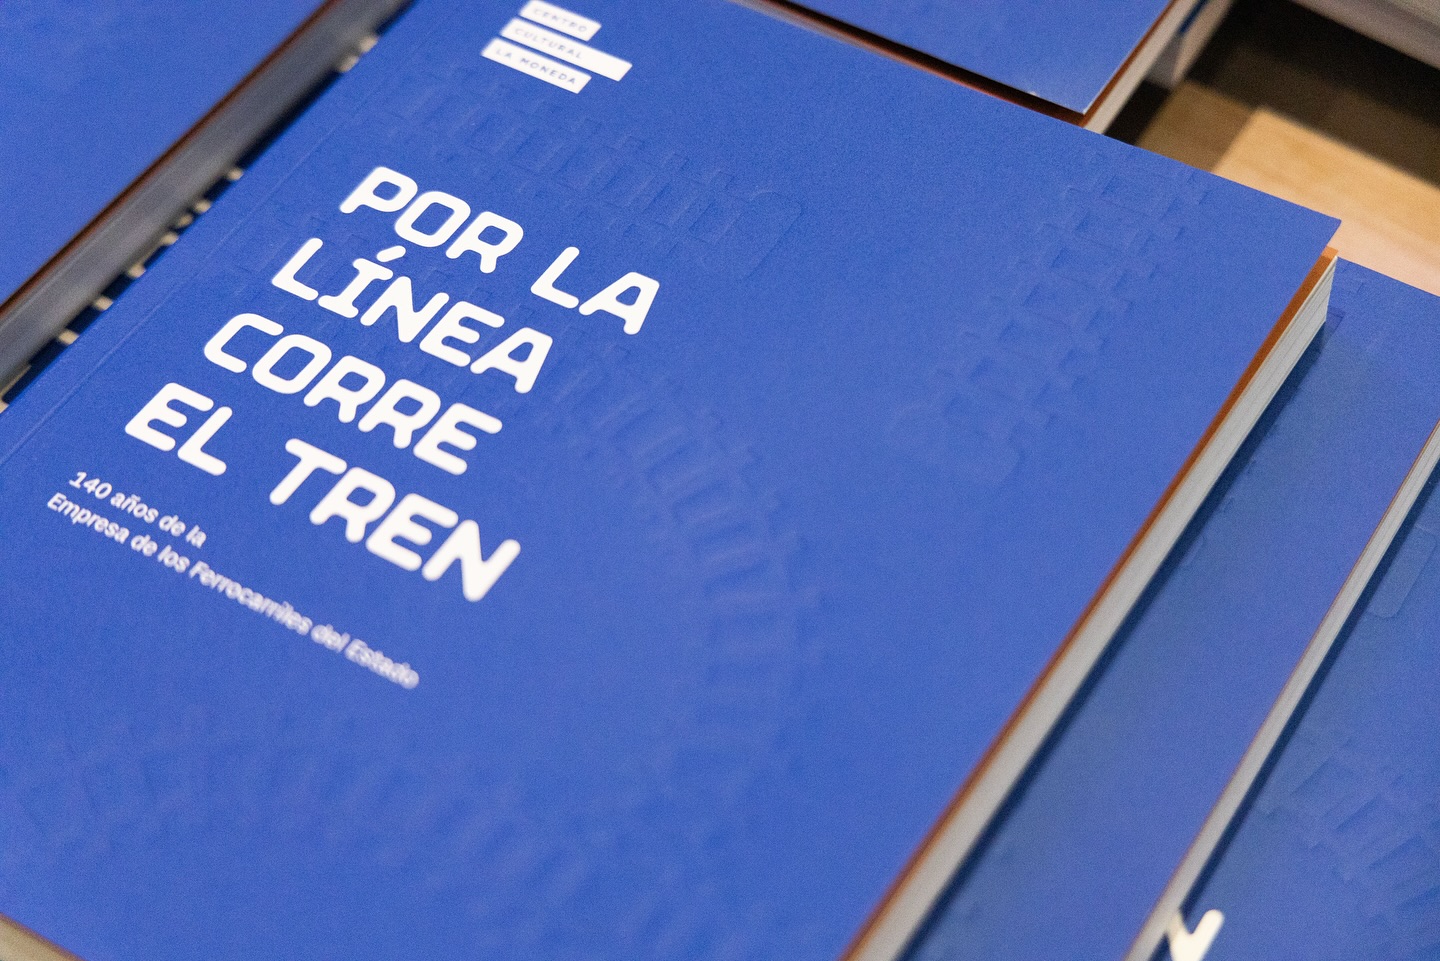 CENTRO
CULTURAL
LA MONEDA
POR LA
LÍNEA
CORRE
EL TREN
140 años de la
Empresa de los Ferrocarriles del Estado
N